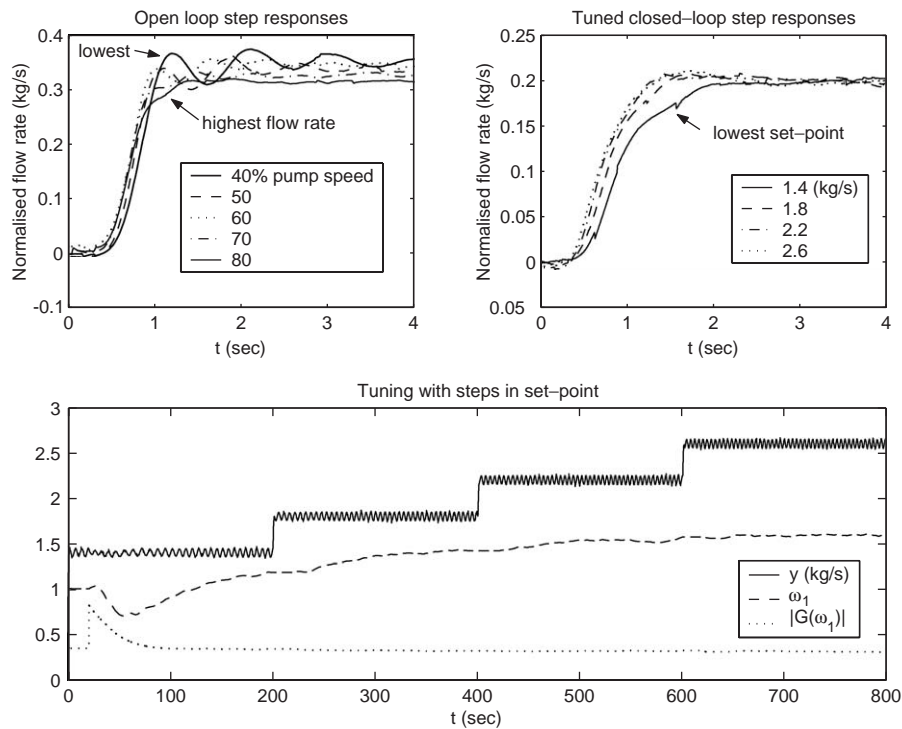 Open loop step responses
Normalised flow rate (kg/s)
0.4
0.3
0.2
0.1
0
-0.1
lowest
highest flow rate
40% pump speed
50
60
70
80
0
1
2
3
4
t (sec)
Tuned closed–loop step responses
Normalised flow rate (kg/s)
0.25
0.20
0.15
0.10
0.05
0
0.05
lowest set–point
1.4 (kg/s)
1.8
2.2
2.6
0
1
2
3
4
t (sec)
Tuning with steps in set–point
3
2.5
2
1.5
1
0.5
0
y (kg/s)
ω1
|G(ω1)|
0
100
200
300
400
500
600
700
800
t (sec)